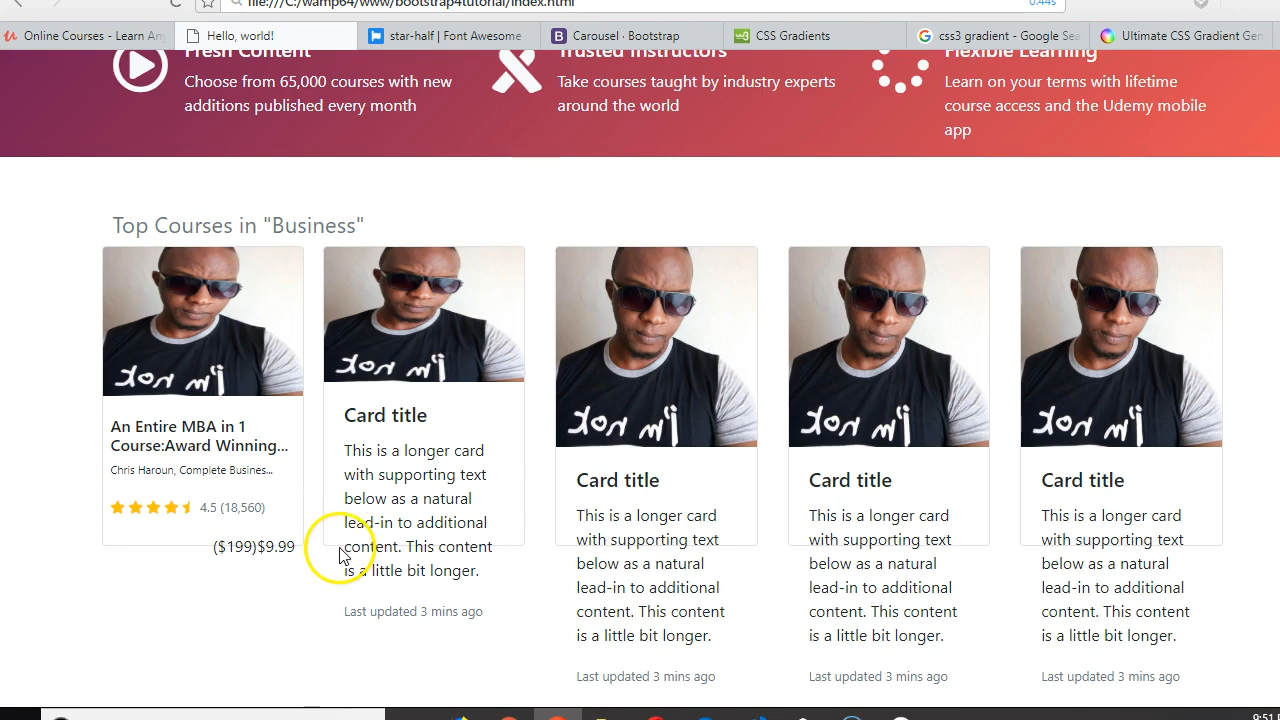 file:///C:/wamp64/www/bootstrap4tutorial/index.html
0.44s
Online Courses - Learn Any
Hello, world!
star-half | Font Awesome
Carousel · Bootstrap
CSS Gradients
css3 gradient - Google Sea
Ultimate CSS Gradient Gen
Fresh Content
Choose from 65,000 courses with new
additions published every month
Trusted Instructors
Take courses taught by industry experts
around the world
Flexible Learning
Learn on your terms with lifetime
course access and the Udemy mobile
app
Top Courses in "Business"
An Entire MBA in 1
Course:Award Winning...
Chris Haroun, Complete Busines...
4.5 (18,560)
($199)$9.99
Card title
This is a longer card
with supporting text
below as a natural
lead-in to additional
content. This content
is a little bit longer.
Last updated 3 mins ago
Card title
This is a longer card
with supporting text
below as a natural
lead-in to additional
content. This content
is a little bit longer.
Last updated 3 mins ago
Card title
This is a longer card
with supporting text
below as a natural
lead-in to additional
content. This content
is a little bit longer.
Last updated 3 mins ago
Card title
This is a longer card
with supporting text
below as a natural
lead-in to additional
content. This content
is a little bit longer.
Last updated 3 mins ago
9:51